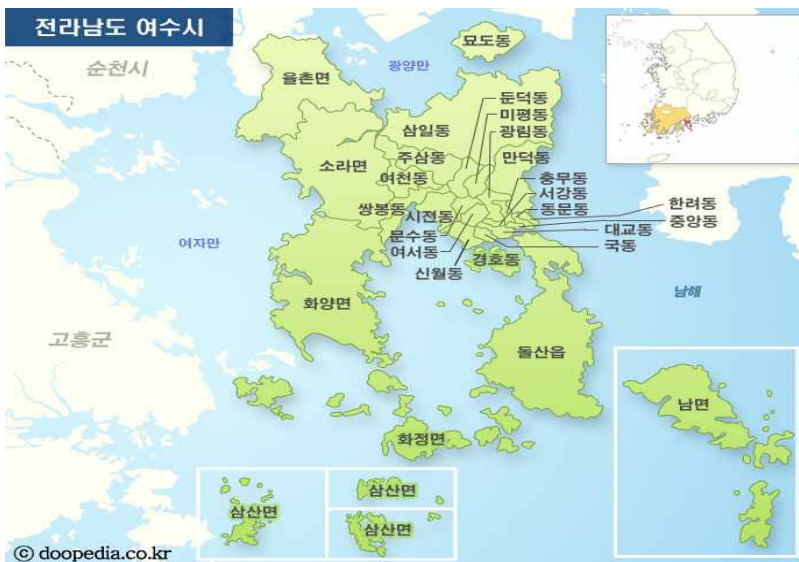 전라남도 여수시
묘도동
순천시
광양만
율촌면
둔덕동
미평동
광림동
삼일동
주삼동
만덕동
소라면
여천동
충무동
서강동
동문동
한려동
중앙동
쌍봉동
시전동
대교동
문수동
국동
여서동
신월동
경호동
여자만
화양면
남해
고흥군
돌산읍
남면
화정면
삼산면
삼산면
삼산면
© doopedia.co.kr